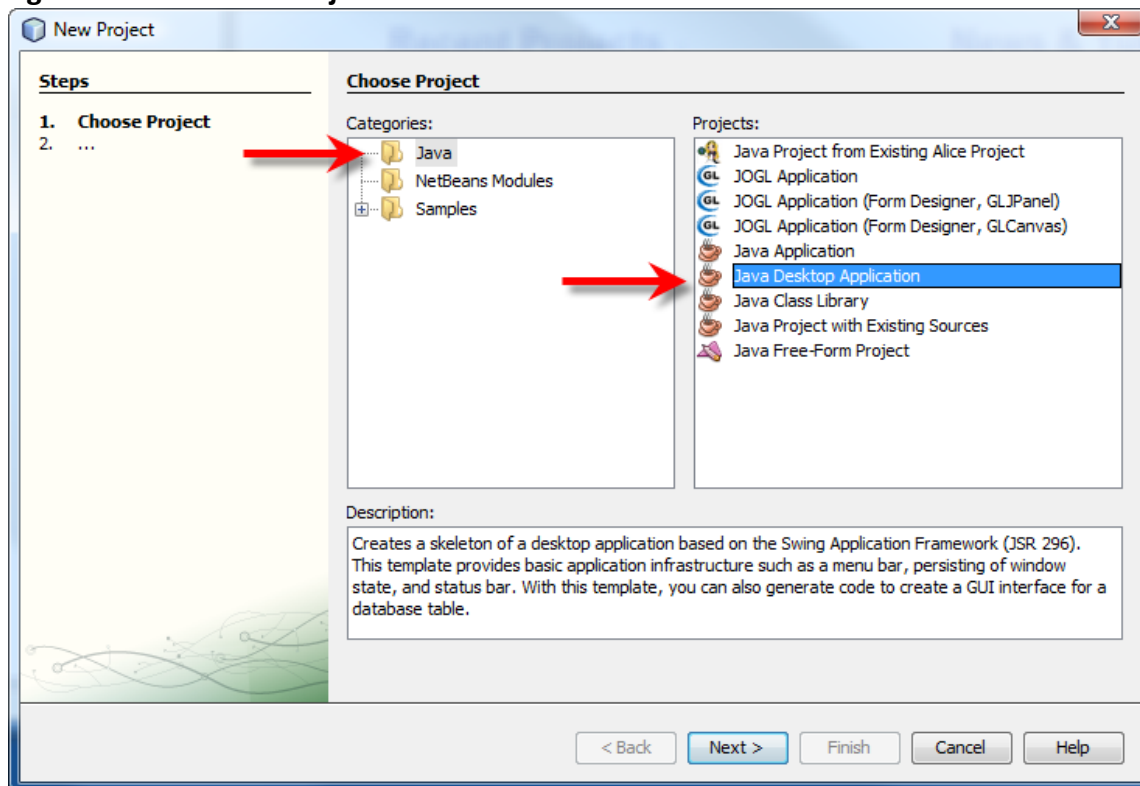 New Project
Steps
1. Choose Project
2. ...
Choose Project
Categories:
Java
NetBeans Modules
Samples
Projects:
Java Project from Existing Alice Project
GL JOGL Application
GL JOGL Application (Form Designer, GLJPanel)
GL JOGL Application (Form Designer, GLCanvas)
Java Application
Java Desktop Application
Java Class Library
Java Project with Existing Sources
Java Free-Form Project
Description:
Creates a skeleton of a desktop application based on the Swing Application Framework (JSR 296).
This template provides basic application infrastructure such as a menu bar, persisting of window
state, and status bar. With this template, you can also generate code to create a GUI interface for a
database table.
< Back Next > Finish Cancel Help